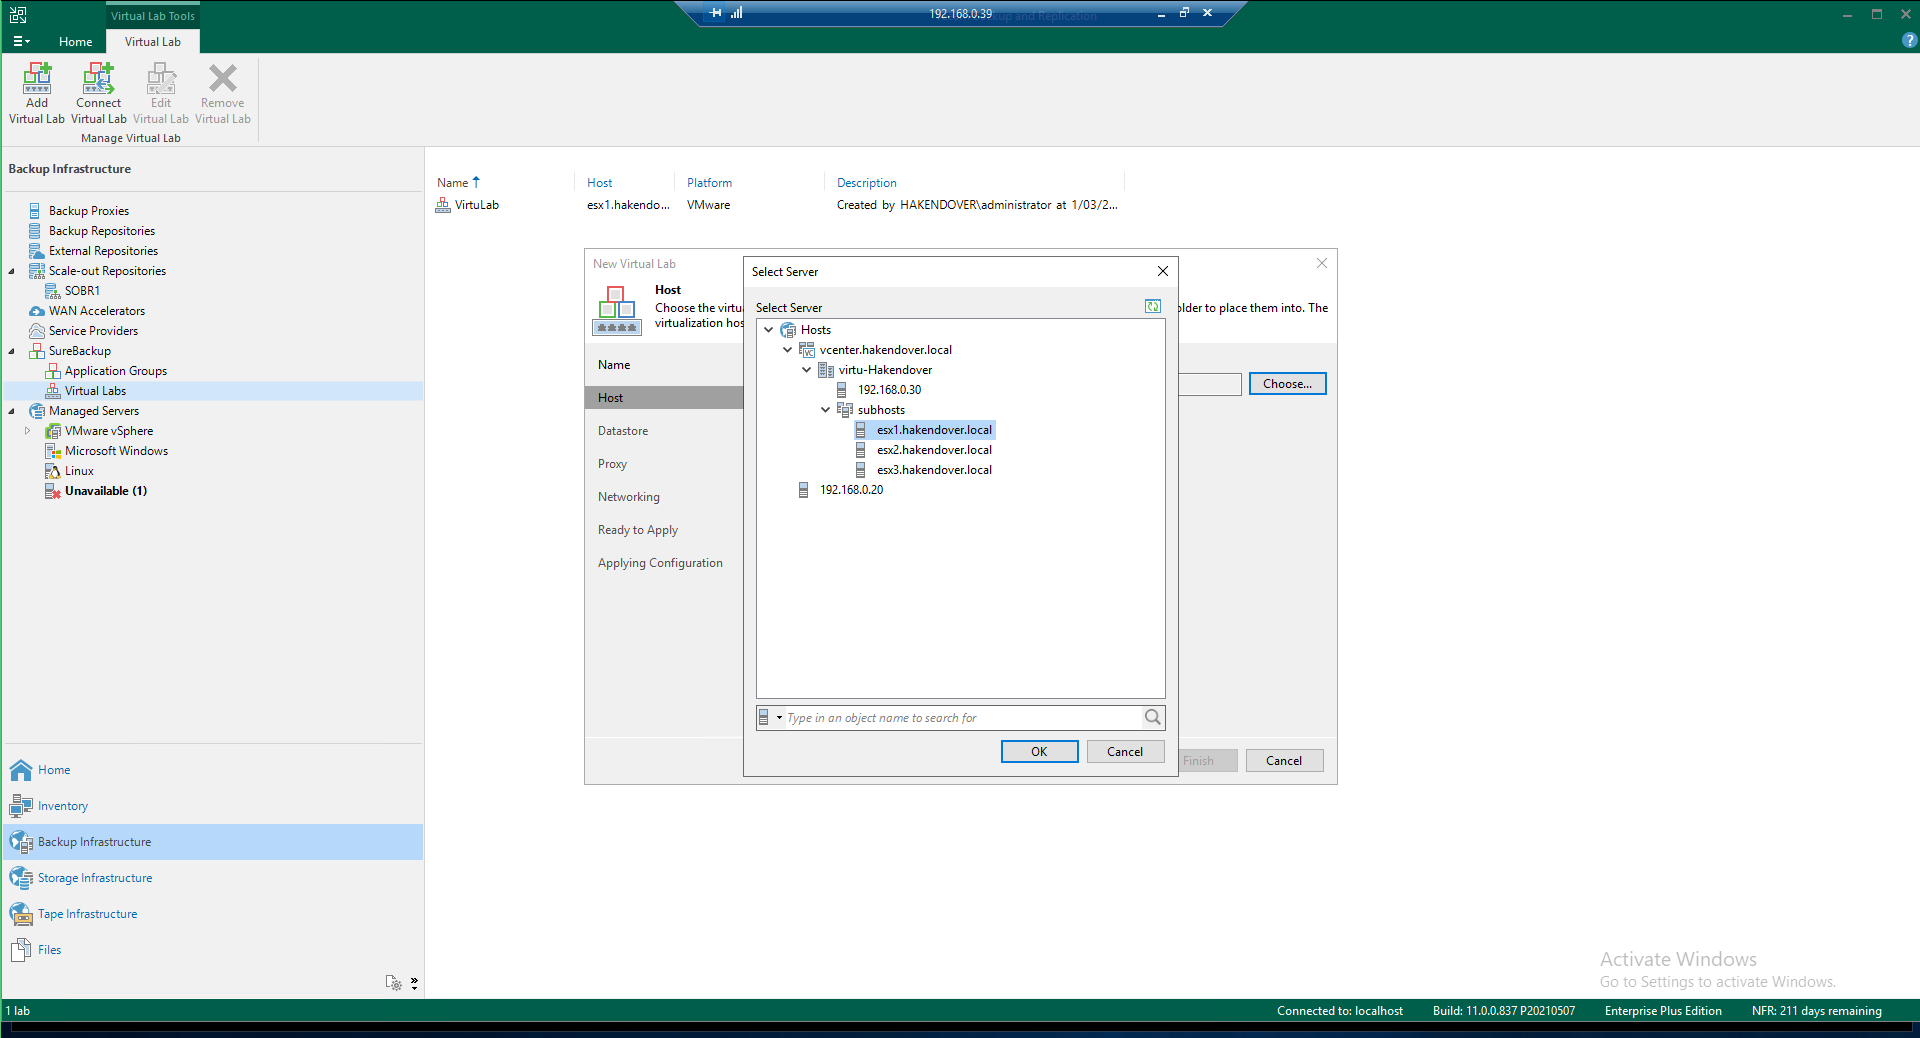 Virtual Lab Tools
192.168.0.39
kup and Replication
Home
Virtual Lab
Add
Virtual Lab
Connect
Virtual Lab
Edit
Virtual Lab
Remove
Virtual Lab
Manage Virtual Lab
Backup Infrastructure
Backup Proxies
Backup Repositories
External Repositories
Scale-out Repositories
SOBR1
WAN Accelerators
Service Providers
SureBackup
Application Groups
Virtual Labs
Managed Servers
VMware vSphere
Microsoft Windows
Linux
Unavailable (1)
Home
Inventory
Backup Infrastructure
Storage Infrastructure
Tape Infrastructure
Files
Name Host Platform Description
VirtuLab esx1.hakendo... VMware Created by HAKENDOVER\administrator at 1/03/2...
New Virtual Lab
Host
Choose the virtu
older to place them into. The
virtualization hos
Name
Host
Datastore
Proxy
Networking
Ready to Apply
Applying Configuration
Choose...
Finish
Cancel
Select Server
Select Server
Hosts
vcenter.hakendover.local
VC
virtu-Hakendover
192.168.0.30
subhosts
esx1.hakendover.local
esx2.hakendover.local
esx3.hakendover.local
192.168.0.20
Type in an object name to search for
OK
Cancel
Activate Windows
Go to Settings to activate Windows.
1 lab
Connected to: localhost
Build: 11.0.0.837 P20210507
Enterprise Plus Edition
NFR: 211 days remaining